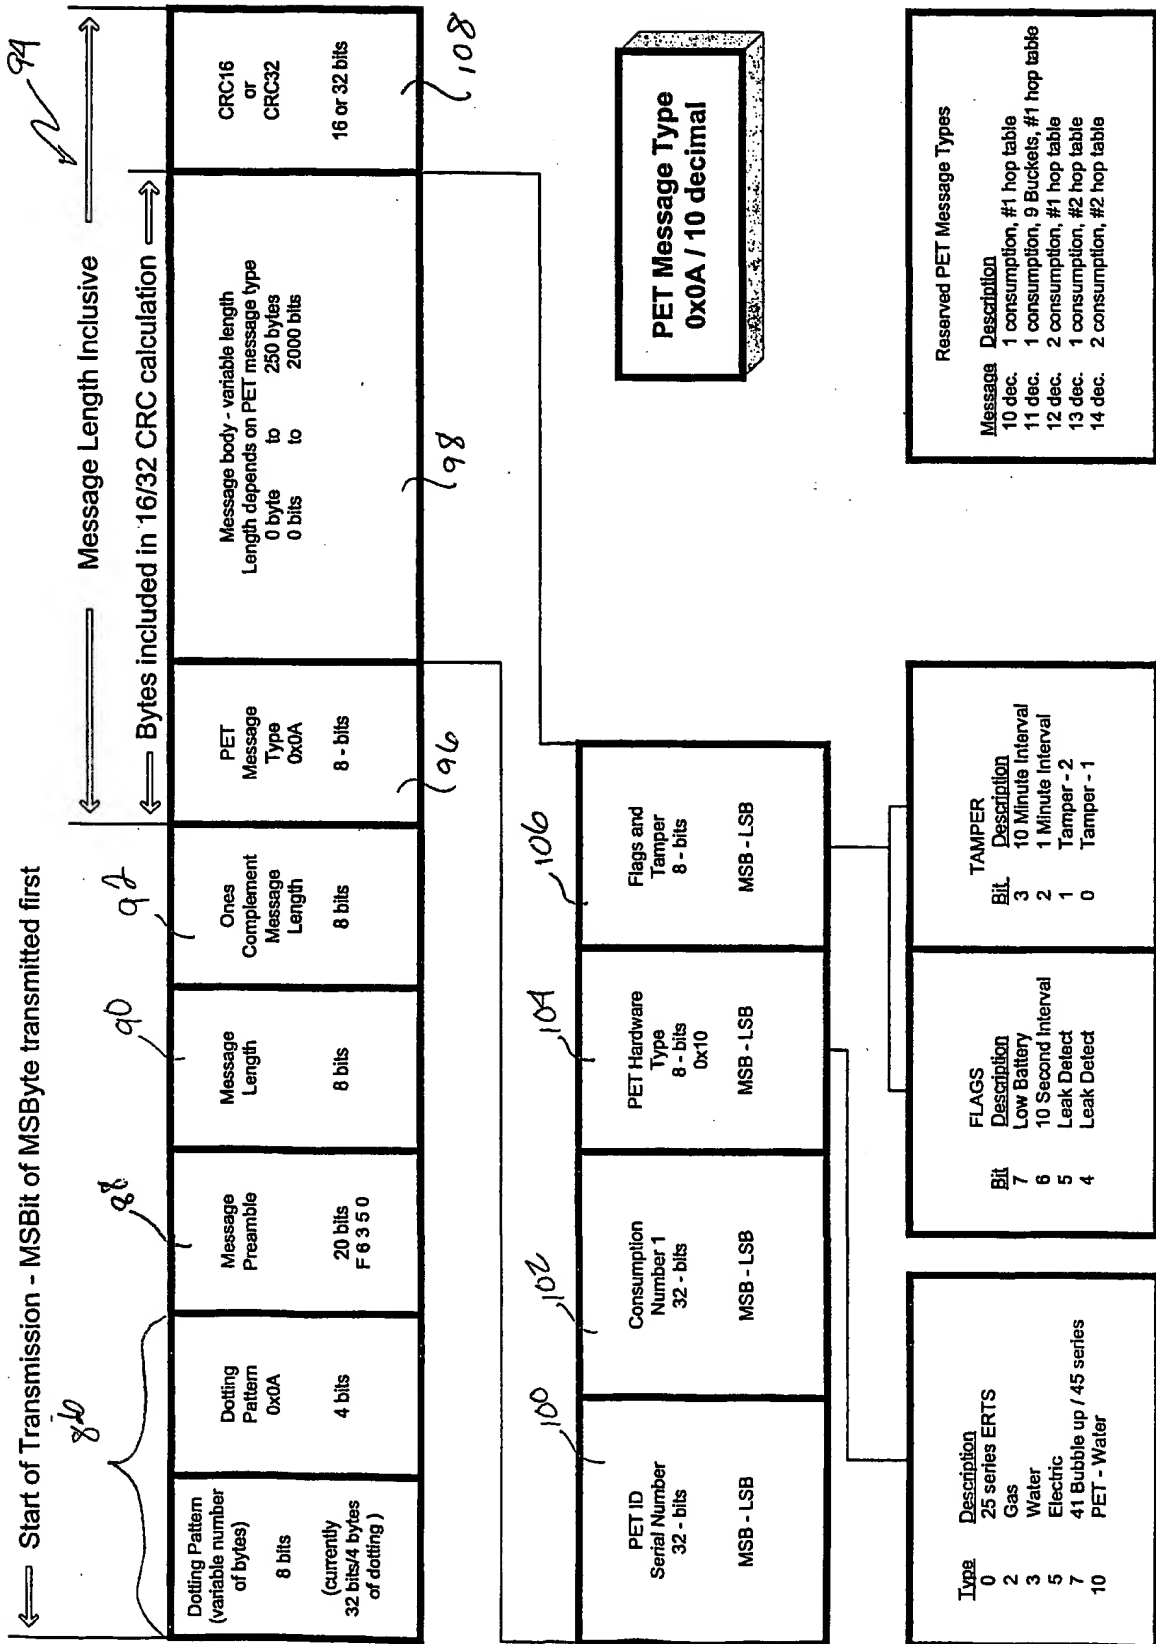 Start of Transmission - MSBit of MSByte transmitted first
94
Message Length Inclusive
Bytes included in 16/32 CRC calculation
86
88
90
92
Dotting Pattern
(variable number
of bytes)
8 bits
(currently
32 bits/4 bytes
of dotting )
Dotting
Pattern
0x0A
4 bits
Message
Preamble
20 bits
F 6 3 5 0
Message
Length
8 bits
Ones
Complement
Message
Length
8 bits
PET
Message
Type
0x0A
8 - bits
Message body - variable length
Length depends on PET message type
0 byte to 250 bytes
0 bits to 2000 bits
CRC16
or
CRC32
16 or 32 bits
96
98
108
100
102
104
106
PET ID
Serial Number
32 - bits
MSB - LSB
Consumption
Number 1
32 - bits
MSB - LSB
PET Hardware
Type
8 - bits
0x10
MSB - LSB
Flags and
Tamper
8 - bits
MSB - LSB
PET Message Type
0x0A / 10 decimal
Type Description
0 25 series ERTS
2 Gas
3 Water
5 Electric
7 41 Bubble up / 45 series
10 PET - Water
FLAGS
Bit Description
7 Low Battery
6 10 Second Interval
5 Leak Detect
4 Leak Detect
TAMPER
Bit Description
3 10 Minute Interval
2 1 Minute Interval
1 Tamper - 2
0 Tamper - 1
Reserved PET Message Types
Message Description
10 dec. 1 consumption, #1 hop table
11 dec. 1 consumption, 9 Buckets, #1 hop table
12 dec. 2 consumption, #1 hop table
13 dec. 1 consumption, #2 hop table
14 dec. 2 consumption, #2 hop table